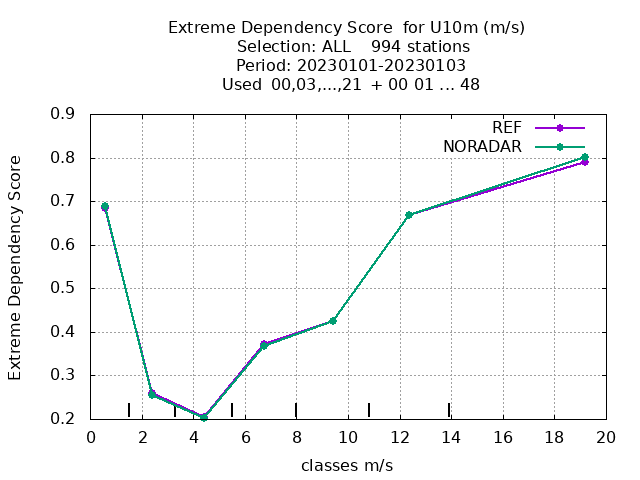 Extreme Dependency Score  for U10m (m/s)
Selection: ALL    994 stations
Period: 20230101-20230103
Used  00,03,...,21  + 00 01 ... 48
REF
NORADAR
Extreme Dependency Score
0.9
0.8
0.7
0.6
0.5
0.4
0.3
0.2
0 2 4 6 8 10 12 14 16 18 20
classes m/s